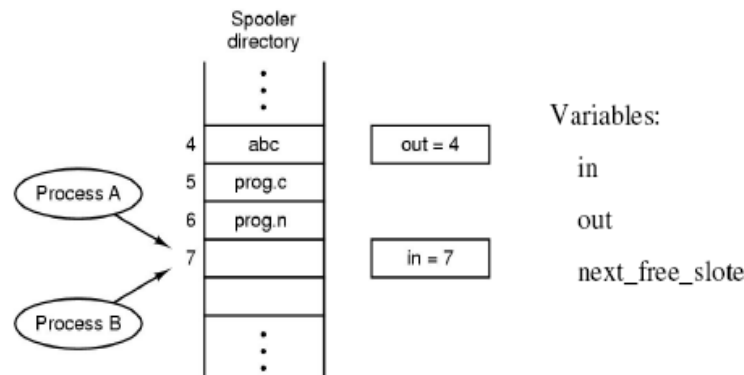 Spooler
directory
4 abc
out = 4
5 prog.c
6 prog.n
7
in = 7
Process A
Process B
Variables:
in
out
next_free_slote